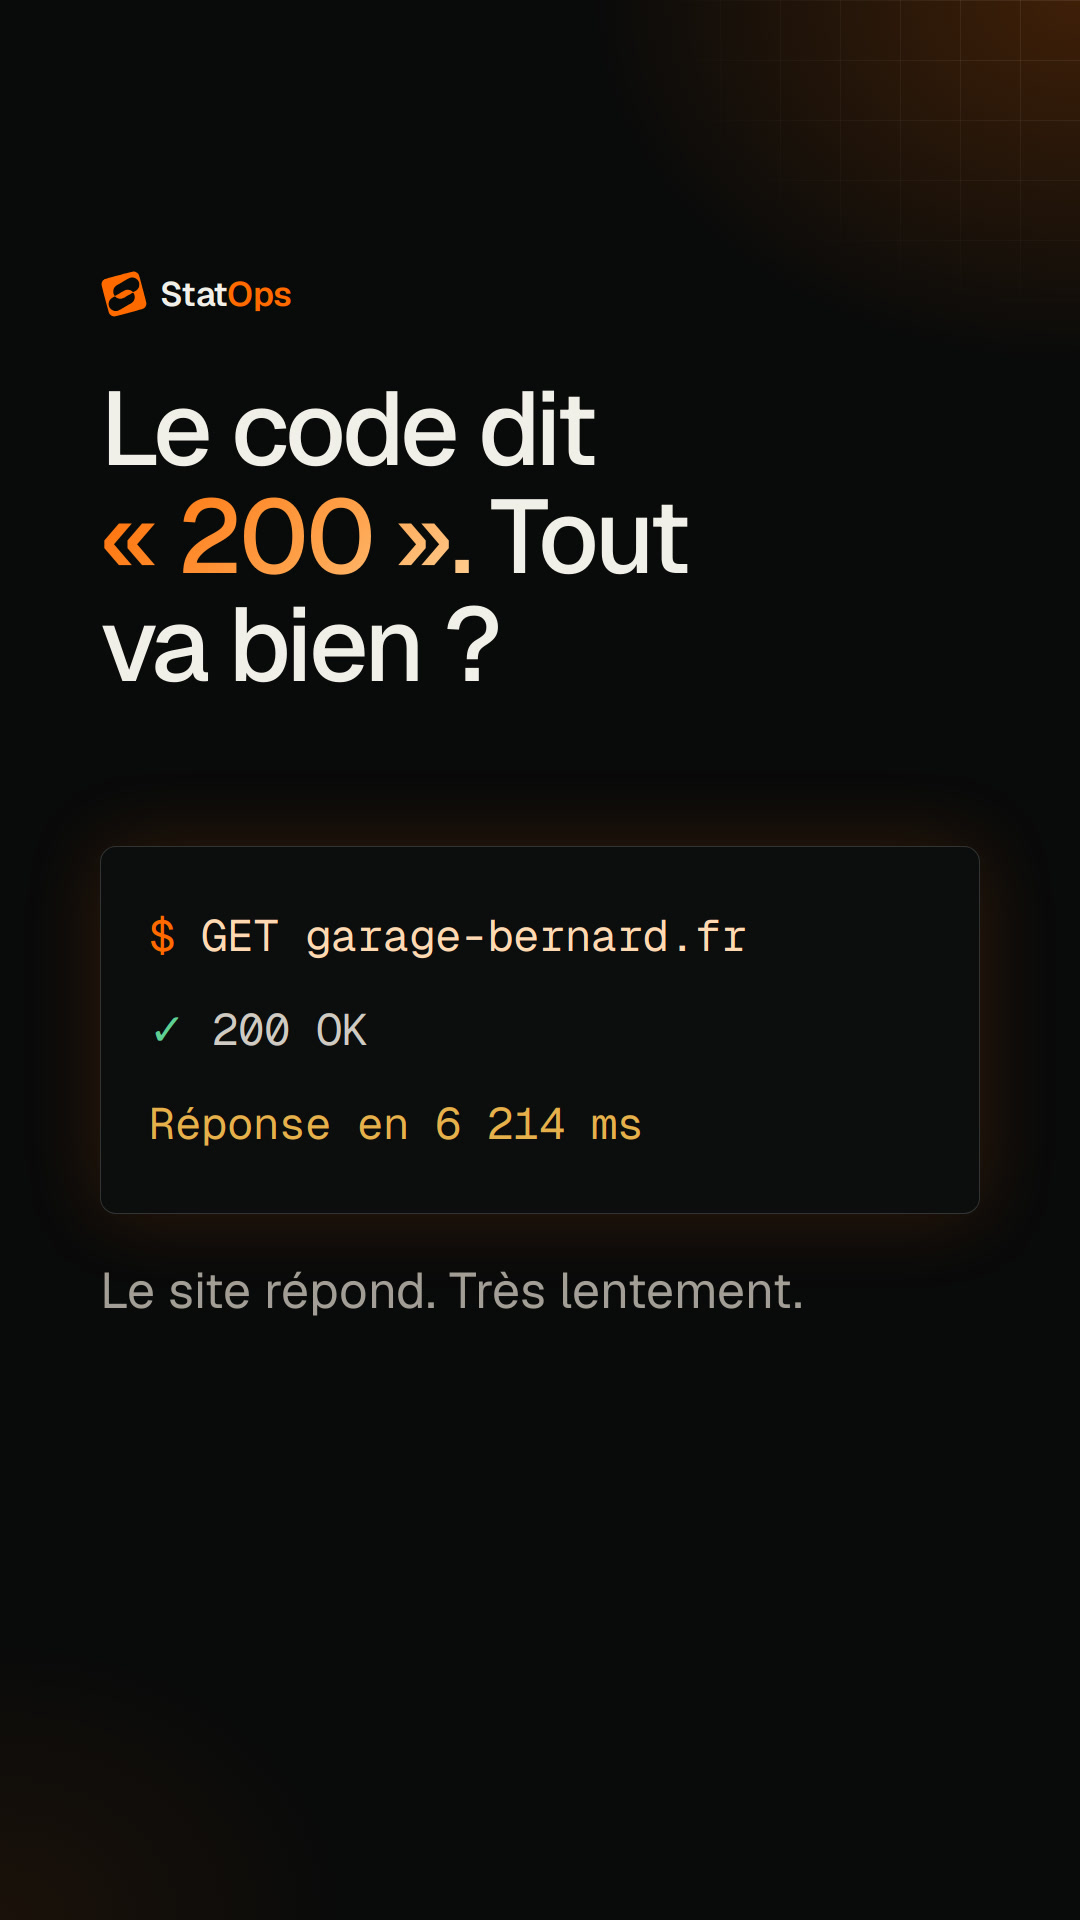 StatOps
Le code dit
« 200 ». Tout
va bien ?
$ GET garage-bernard.fr
✓ 200 OK
Réponse en 6 214 ms
Le site répond. Très lentement.